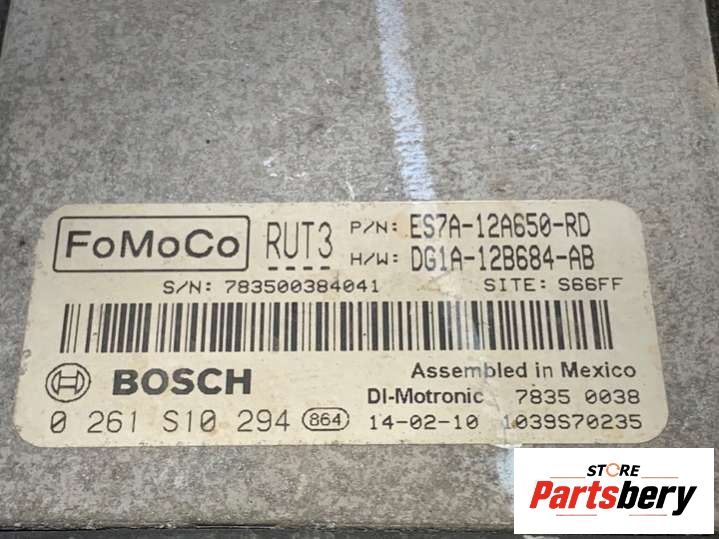 FoMoCo RUT3 P/N: ES7A-12A650-RD
H/W: DG1A-12B684-AB
S/N: 783500384041 SITE: S66FF
Assembled in Mexico
BOSCH DI-Motronic 7835 0038
0 261 S10 294 864 14-02-10 1039S70235
STORE
Partsbery